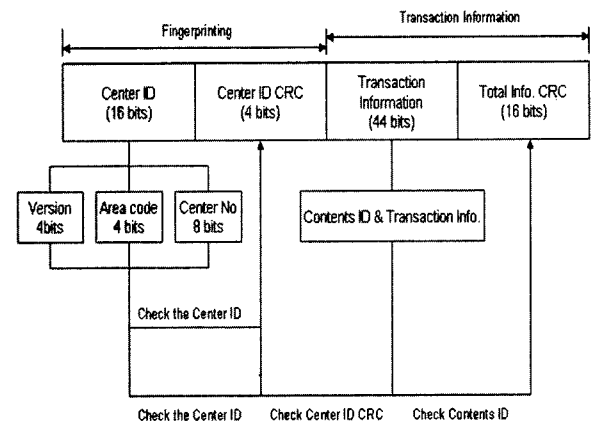 Fingerprinting
Transaction Information
Center ID
(16 bits)
Center ID CRC
(4 bits)
Transaction
Information
(44 bits)
Total Info. CRC
(16 bits)
Version
4bits
Area code
4 bits
Center No
8 bits
Contents ID & Transaction Info.
Check the Center ID
Check the Center ID
Check Center ID CRC
Check Contents ID